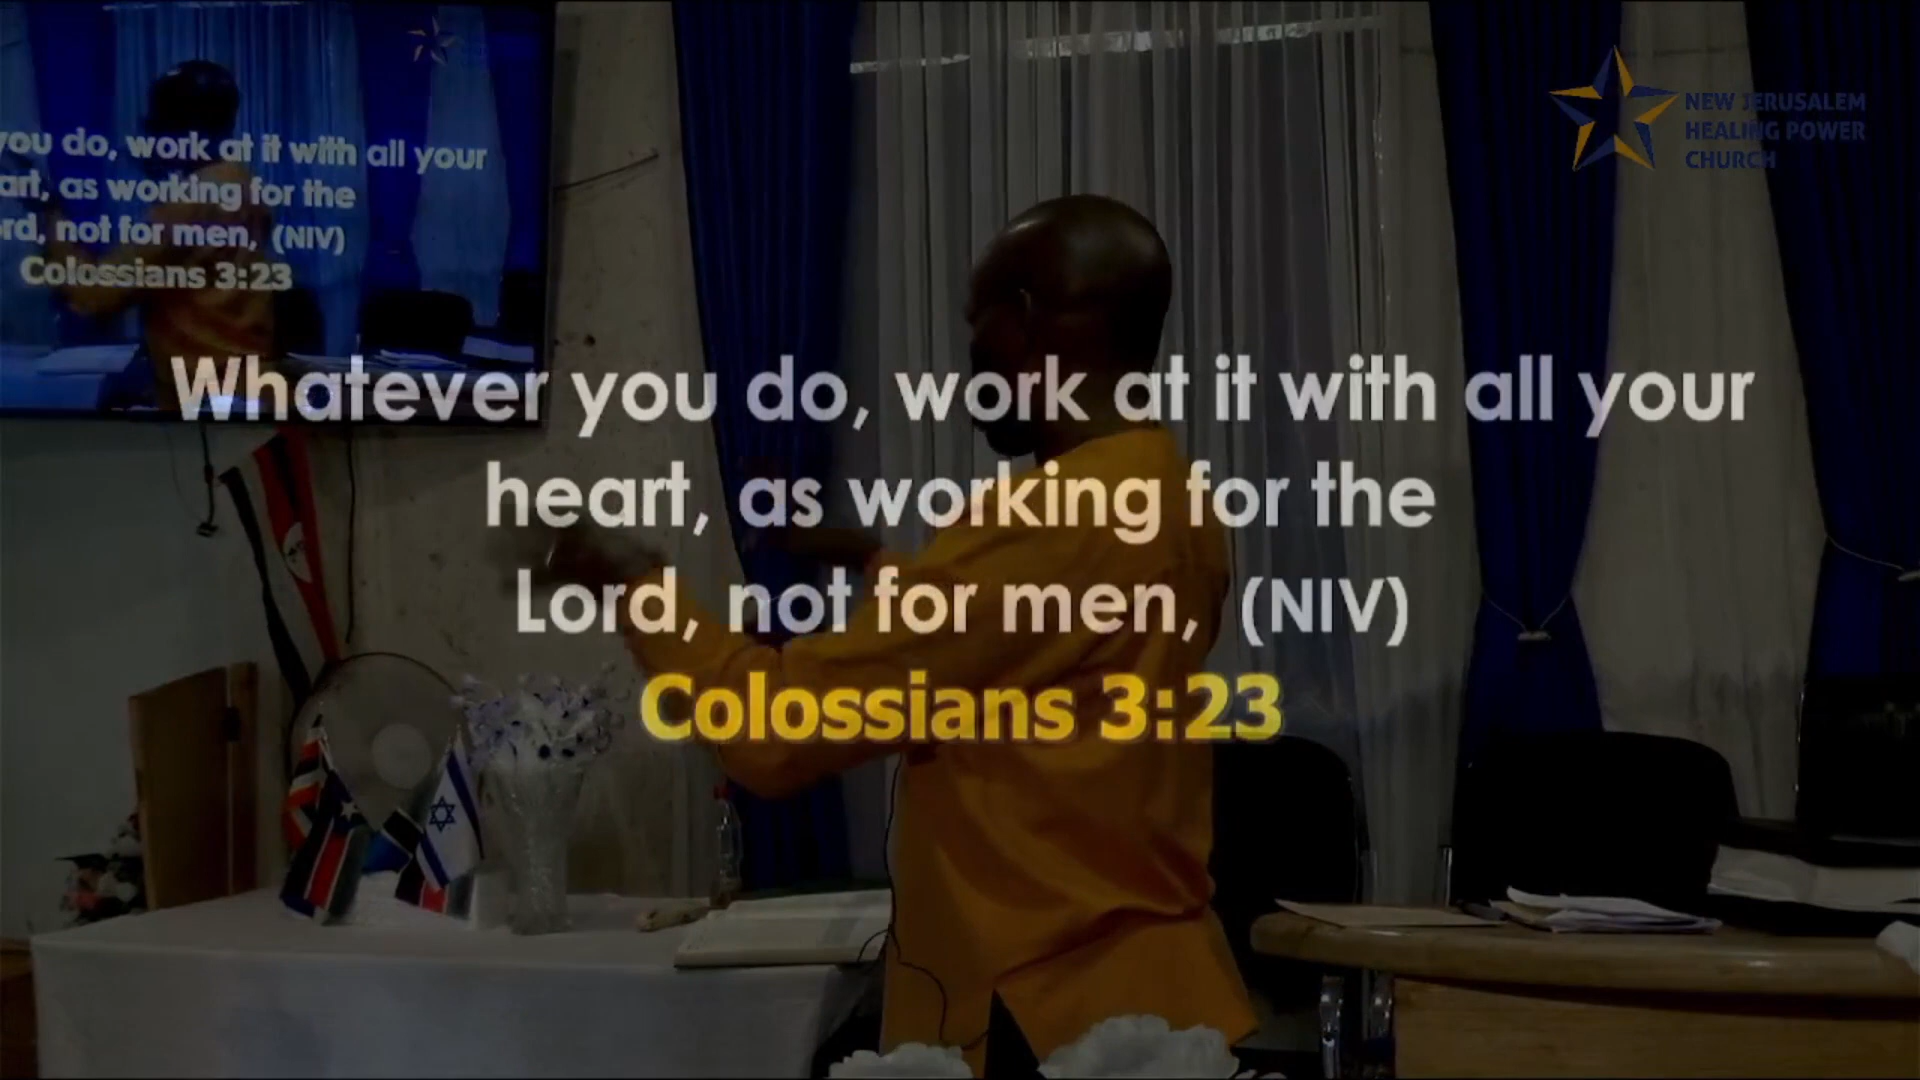 you do, work at it with all your
art, as working for the
ord, not for men, (NIV)
Colossians 3:23
NEW JERUSALEM
HEALING POWER
CHURCH
Whatever you do, work at it with all your
heart, as working for the
Lord, not for men, (NIV)
Colossians 3:23